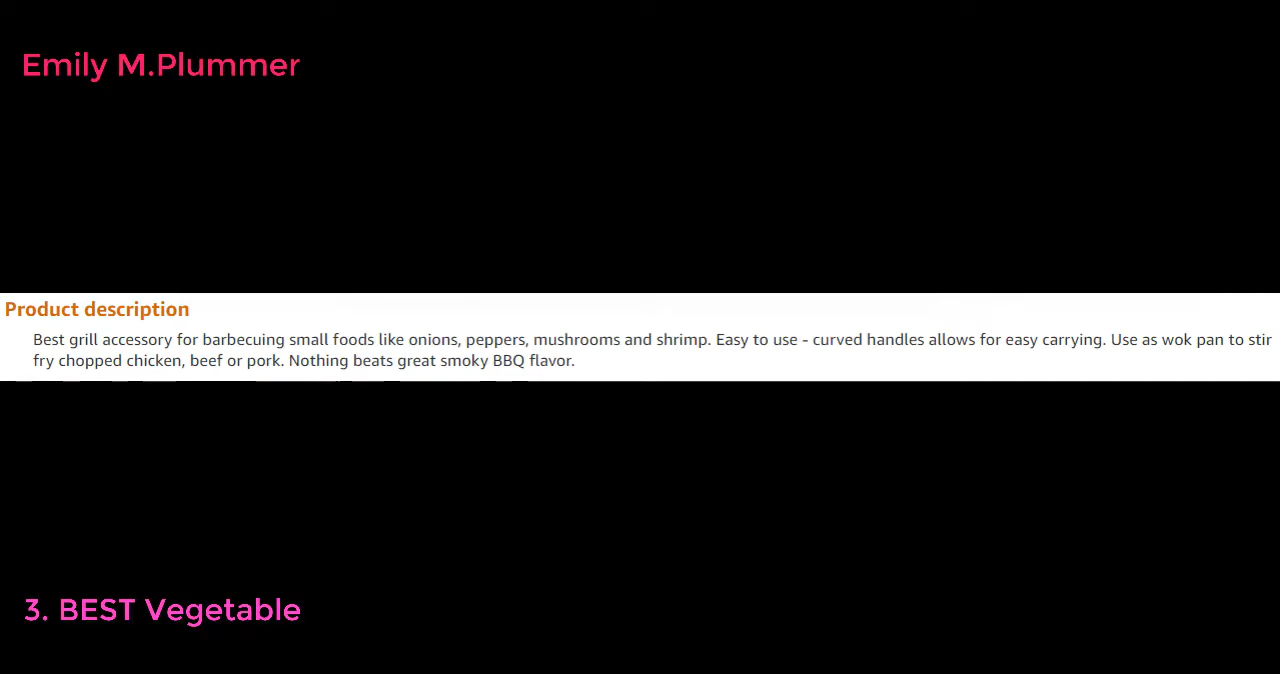 Emily M.Plummer
Product description
Best grill accessory for barbecuing small foods like onions, peppers, mushrooms and shrimp. Easy to use - curved handles allows for easy carrying. Use as wok pan to stir
fry chopped chicken, beef or pork. Nothing beats great smoky BBQ flavor.
3. BEST Vegetable